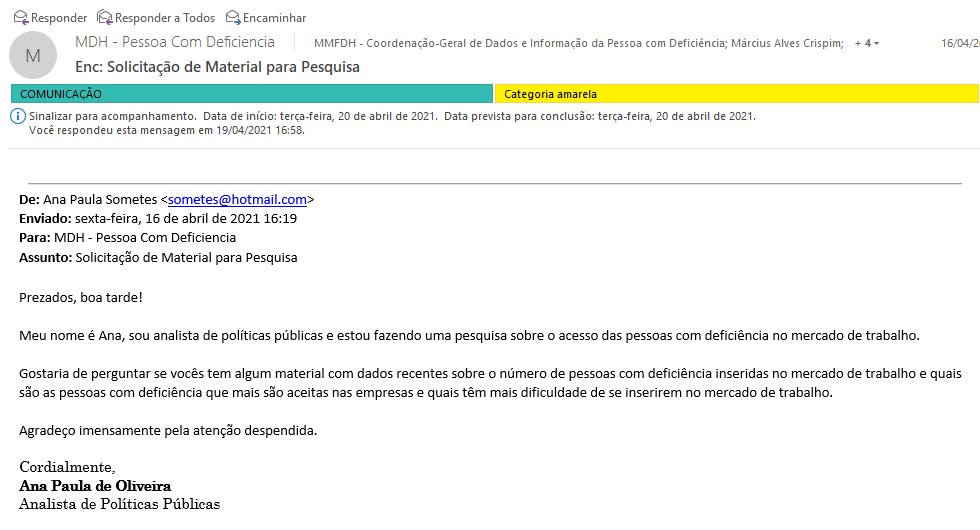 Responder Responder a Todos Encaminhar
M
MDH - Pessoa Com Deficiencia MMFDH - Coordenação-Geral de Dados e Informação da Pessoa com Deficiência; Március Alves Crispim; + 4 16/04/20
Enc: Solicitação de Material para Pesquisa
COMUNICAÇÃO Categoria amarela
Sinalizar para acompanhamento. Data de início: terça-feira, 20 de abril de 2021. Data prevista para conclusão: terça-feira, 20 de abril de 2021.
Você respondeu esta mensagem em 19/04/2021 16:58.
De: Ana Paula Sometes <sometes@hotmail.com>
Enviado: sexta-feira, 16 de abril de 2021 16:19
Para: MDH - Pessoa Com Deficiencia
Assunto: Solicitação de Material para Pesquisa
Prezados, boa tarde!
Meu nome é Ana, sou analista de políticas públicas e estou fazendo uma pesquisa sobre o acesso das pessoas com deficiência no mercado de trabalho.
Gostaria de perguntar se vocês tem algum material com dados recentes sobre o número de pessoas com deficiência inseridas no mercado de trabalho e quais
são as pessoas com deficiência que mais são aceitas nas empresas e quais têm mais dificuldade de se inserirem no mercado de trabalho.
Agradeço imensamente pela atenção despendida.
Cordialmente,
Ana Paula de Oliveira
Analista de Políticas Públicas